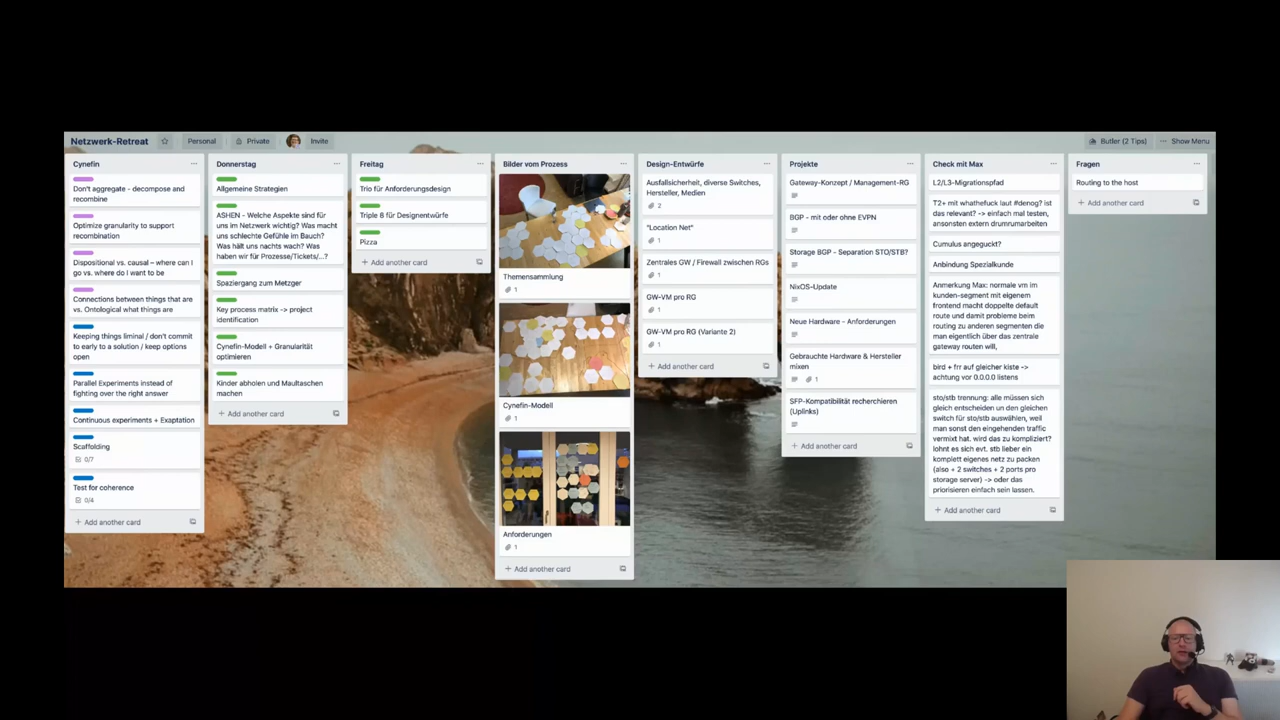 Netzwerk-Retreat
Personal
Private
Invite
Butler (2 Tips)
Show Menu
Cynefin
Don't aggregate - decompose and
recombine
Optimize granularity to support
recombination
Dispositional vs. causal – where can I
go vs. where do I want to be
Connections between things that are
vs. Ontological what things are
Keeping things liminal / don't commit
to early to a solution / keep options
open
Parallel Experiments instead of
fighting over the right answer
Continuous experiments + Exaptation
Scaffolding
0/7
Test for coherence
0/4
+ Add another card
Donnerstag
Allgemeine Strategien
ASHEN - Welche Aspekte sind für
uns im Netzwerk wichtig? Was macht
uns schlechte Gefühle im Bauch?
Was hält uns nachts wach? Was
haben wir für Prozesse/Tickets/...?
Spaziergang zum Metzger
Key process matrix -> project
identification
Cynefin-Modell + Granularität
optimieren
Kinder abholen und Maultaschen
machen
+ Add another card
Freitag
Trio für Anforderungsdesign
Triple 8 für Designentwürfe
Pizza
+ Add another card
Bilder vom Prozess
Themensammlung
1
Cynefin-Modell
1
Anforderungen
1
+ Add another card
Design-Entwürfe
Ausfallsicherheit, diverse Switches,
Hersteller, Medien
2
"Location Net"
1
Zentrales GW / Firewall zwischen RGs
1
GW-VM pro RG
1
GW-VM pro RG (Variante 2)
1
+ Add another card
Projekte
Gateway-Konzept / Management-RG
BGP - mit oder ohne EVPN
Storage BGP - Separation STO/STB?
NixOS-Update
Neue Hardware - Anforderungen
Gebrauchte Hardware & Hersteller
mixen
1
SFP-Kompatibilität recherchieren
(Uplinks)
+ Add another card
Check mit Max
L2/L3-Migrationspfad
T2+ mit whathefuck laut #denog? ist
das relevant? -> einfach mal testen,
ansonsten extern drumrumarbeiten
Cumulus angeguckt?
Anbindung Spezialkunde
Anmerkung Max: normale vm im
kunden-segment mit eigenem
frontend macht doppelte default
route und damit probleme beim
routing zu anderen segmenten die
man eigentlich über das zentrale
gateway routen will,
bird + frr auf gleicher kiste ->
achtung vor 0.0.0.0 listens
sto/stb trennung: alle müssen sich
gleich entscheiden un den gleichen
switch für sto/stb auswählen, weil
man sonst den eingehenden traffic
vermixt hat. wird das zu kompliziert?
lohnt es sich evt. stb lieber ein
komplett eigenes netz zu packen
(also + 2 switches + 2 ports pro
storage server) -> oder das
priorisieren einfach sein lassen.
+ Add another card
Fragen
Routing to the host
+ Add another card